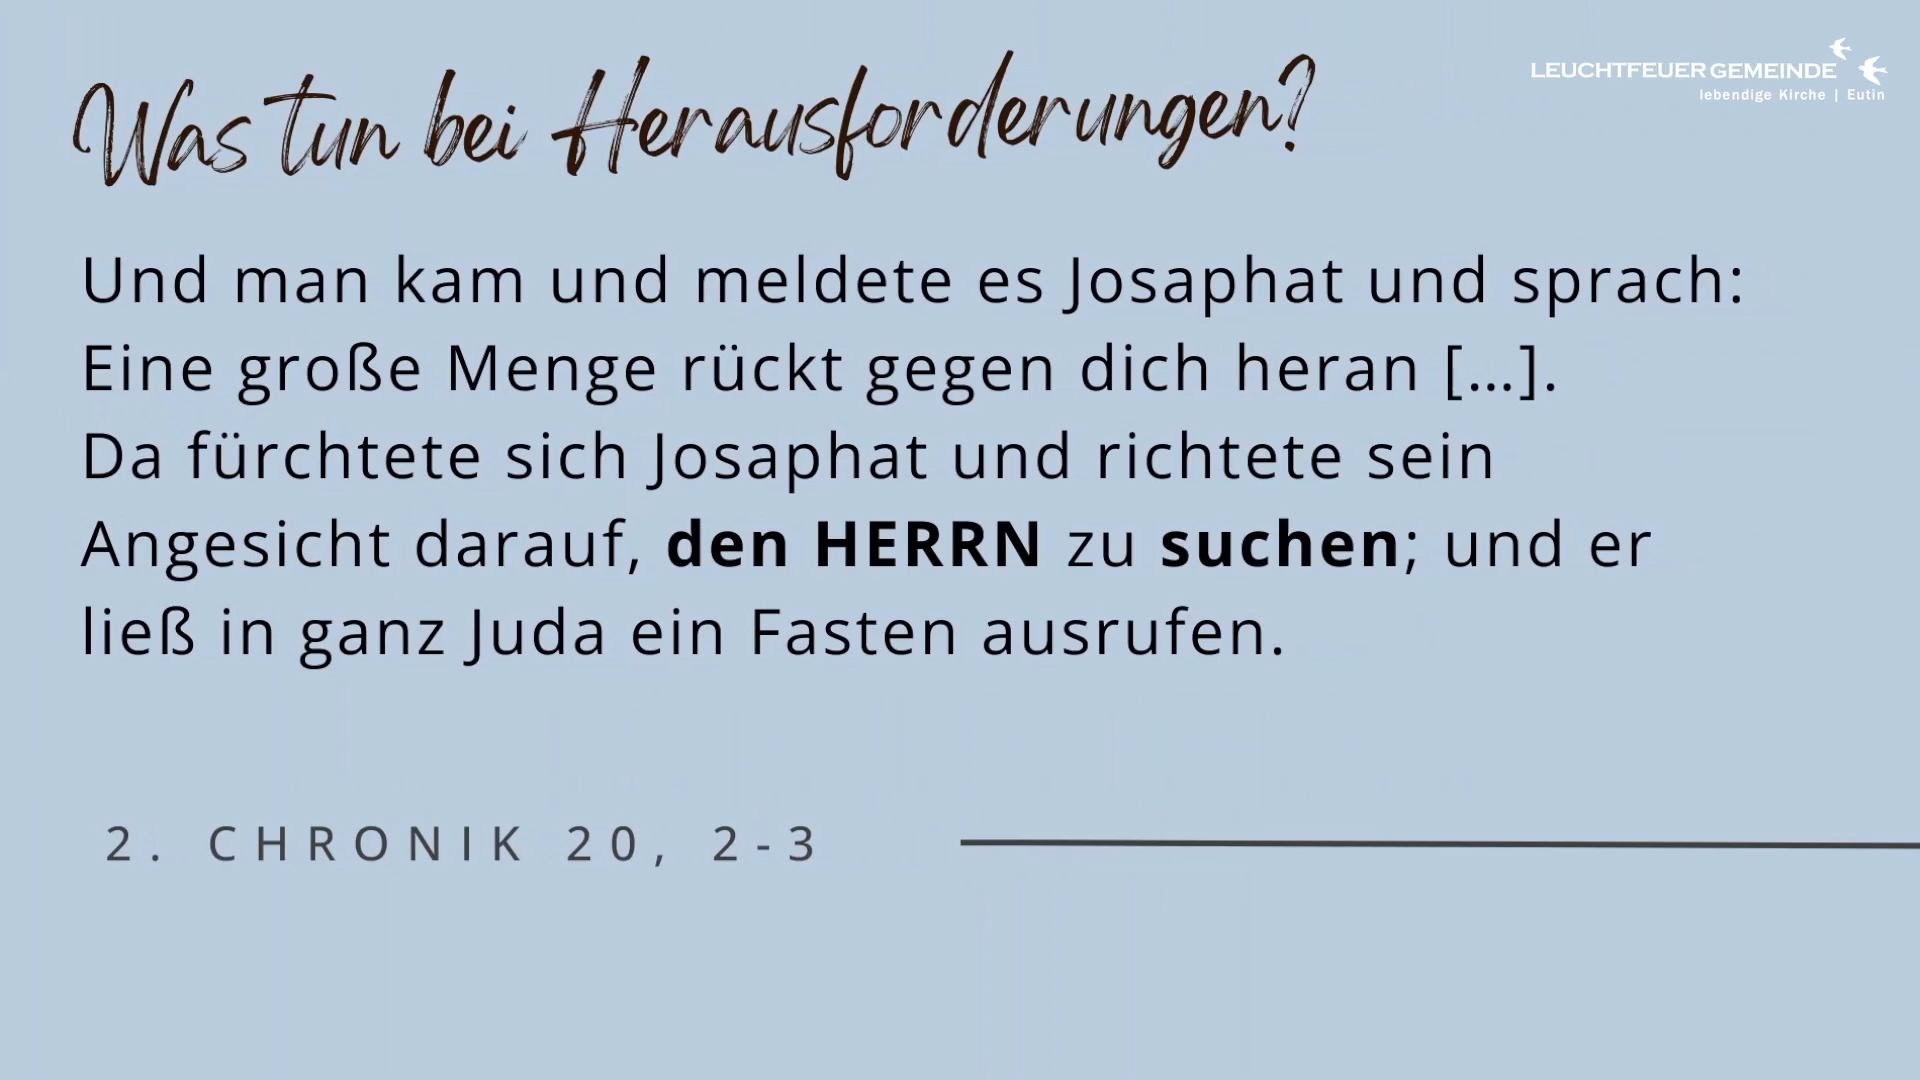 Was tun bei Herausforderungen?
LEUCHTFEUER GEMEINDE
lebendige Kirche | Eutin
Und man kam und meldete es Josaphat und sprach:
Eine große Menge rückt gegen dich heran [...].
Da fürchtete sich Josaphat und richtete sein
Angesicht darauf, den HERRN zu suchen; und er
ließ in ganz Juda ein Fasten ausrufen.
2. CHRONIK 20, 2-3